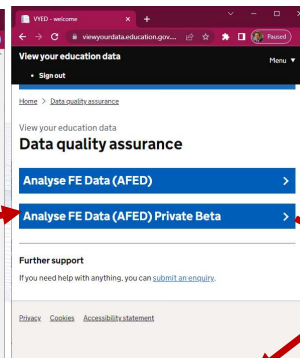 VYED - welcome
viewyourdata.education.gov...
Paused
View your education data
Menu
Sign out
Home > Data quality assurance
View your education data
Data quality assurance
Analyse FE Data (AFED)
Analyse FE Data (AFED) Private Beta
Further support
If you need help with anything, you can submit an enquiry.
Privacy Cookies Accessibility statement